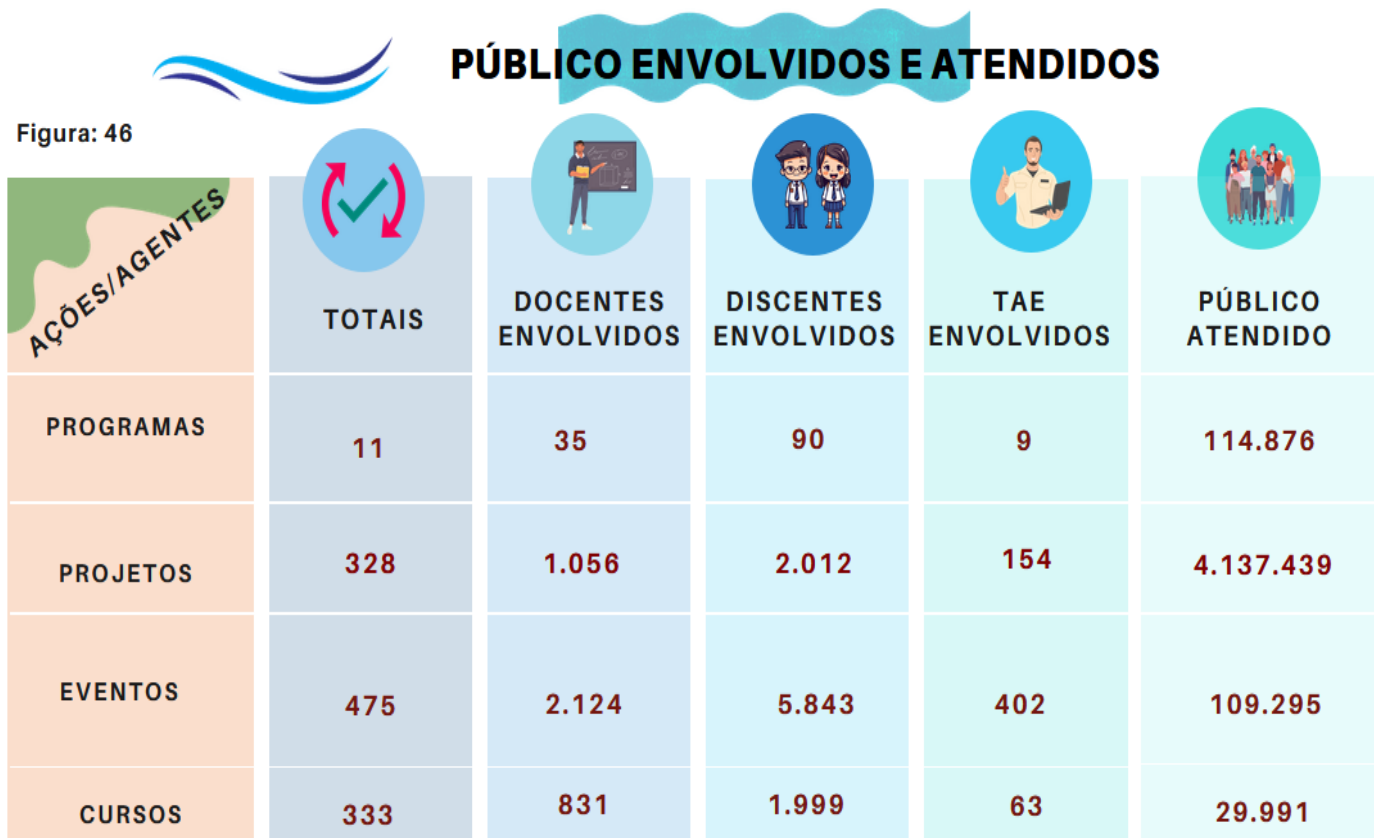 PÚBLICO ENVOLVIDOS E ATENDIDOS
Figura: 46
AÇÕES/AGENTES
TOTAIS
DOCENTES
ENVOLVIDOS
DISCENTES
ENVOLVIDOS
TAE
ENVOLVIDOS
PÚBLICO
ATENDIDO
PROGRAMAS 11 35 90 9 114.876
PROJETOS 328 1.056 2.012 154 4.137.439
EVENTOS 475 2.124 5.843 402 109.295
CURSOS 333 831 1.999 63 29.991